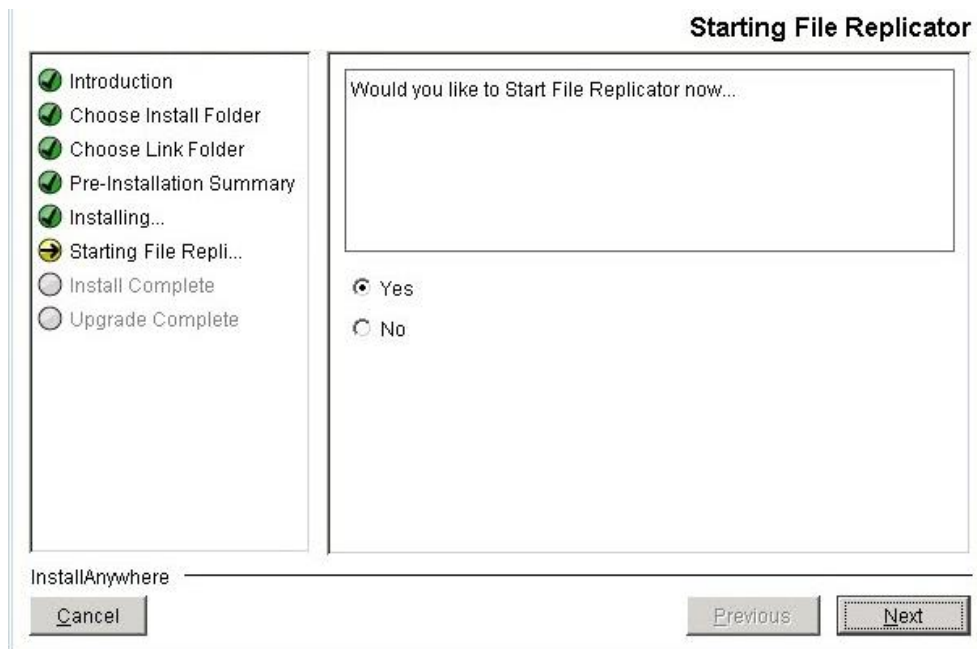 Starting File Replicator
Introduction
Choose Install Folder
Choose Link Folder
Pre-Installation Summary
Installing...
Starting File Repli...
Install Complete
Upgrade Complete
Would you like to Start File Replicator now...
Yes
No
InstallAnywhere
Cancel
Previous
Next